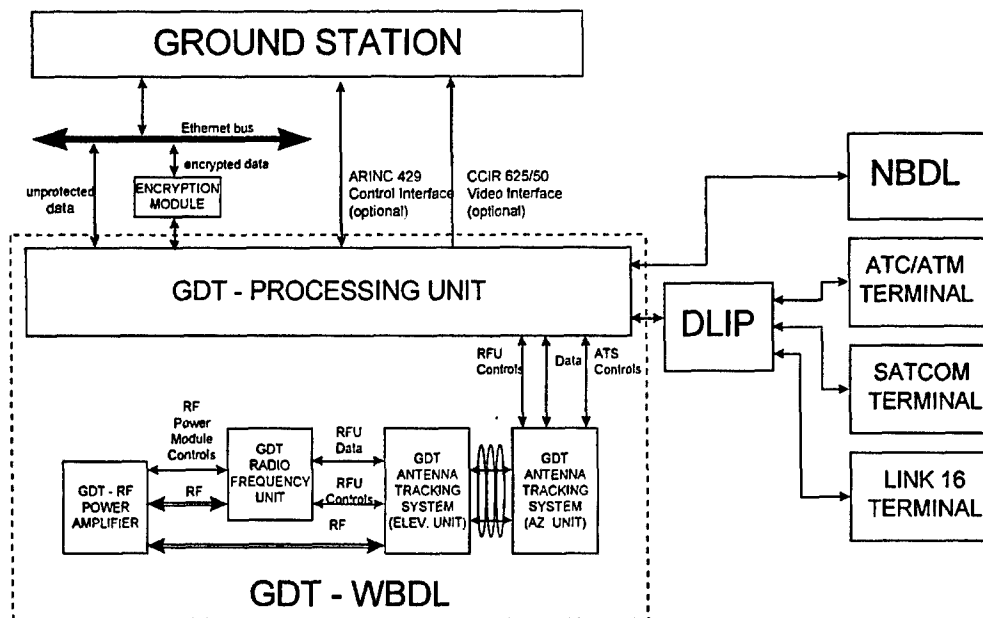 GROUND STATION
Ethernet bus
encrypted data
unprotected
data
ENCRYPTION
MODULE
ARINC 429
Control Interface
(optional)
CCIR 625/50
Video Interface
(optional)
NBDL
GDT - PROCESSING UNIT
ATC/ATM
TERMINAL
DLIP
SATCOM
TERMINAL
LINK 16
TERMINAL
RFU
Controls
Data
ATS
Controls
RF
Power
Module
Controls
GDT
RADIO
FREQUENCY
UNIT
RFU
Data
RFU
Controls
GDT
ANTENNA
TRACKING
SYSTEM
(ELEV. UNIT)
GDT
ANTENNA
TRACKING
SYSTEM
(AZ UNIT)
GDT - RF
POWER
AMPLIFIER
RF
RF
GDT - WBDL